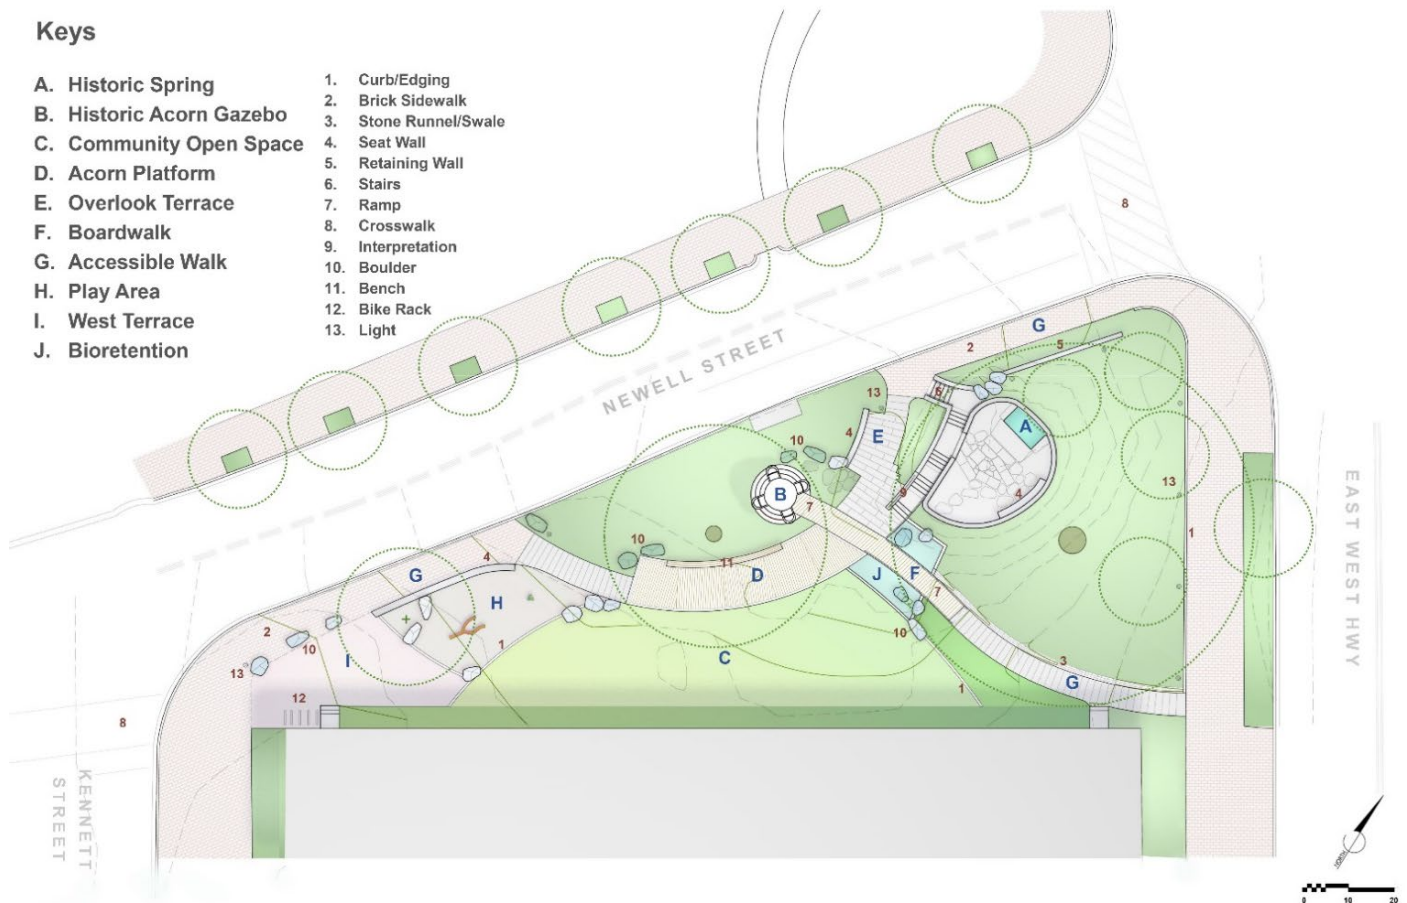 Keys
A. Historic Spring
B. Historic Acorn Gazebo
C. Community Open Space
D. Acorn Platform
E. Overlook Terrace
F. Boardwalk
G. Accessible Walk
H. Play Area
I. West Terrace
J. Bioretention
1. Curb/Edging
2. Brick Sidewalk
3. Stone Runnel/Swale
4. Seat Wall
5. Retaining Wall
6. Stairs
7. Ramp
8. Crosswalk
9. Interpretation
10. Boulder
11. Bench
12. Bike Rack
13. Light
8
G
2
5
NEWELL STREET
13
6
4
E
A
10
B
7
9
4
13
1
EAST WEST HWY
4
10
11
D
J
F
7
G
H
10
2
10
I
1
C
3
G
13
12
1
8
KENNETT
STREET
NORTH
0 10 20